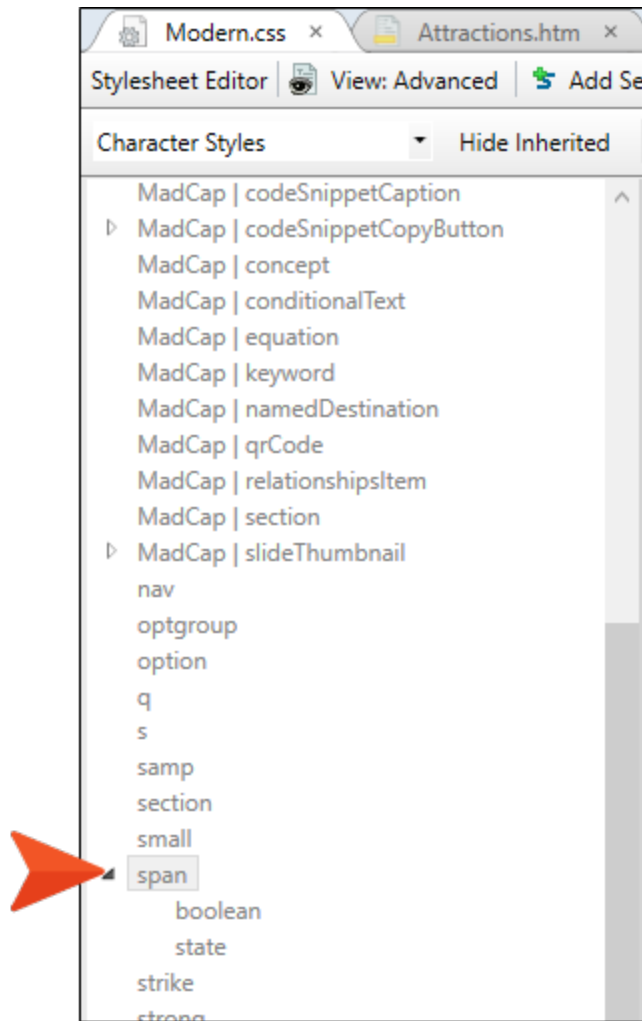 Modern.css × Attractions.htm ×
Stylesheet Editor View: Advanced Add Se
Character Styles Hide Inherited
MadCap | codeSnippetCaption
MadCap | codeSnippetCopyButton
MadCap | concept
MadCap | conditionalText
MadCap | equation
MadCap | keyword
MadCap | namedDestination
MadCap | qrCode
MadCap | relationshipsItem
MadCap | section
MadCap | slideThumbnail
nav
optgroup
option
q
s
samp
section
small
span
boolean
state
strike
strong